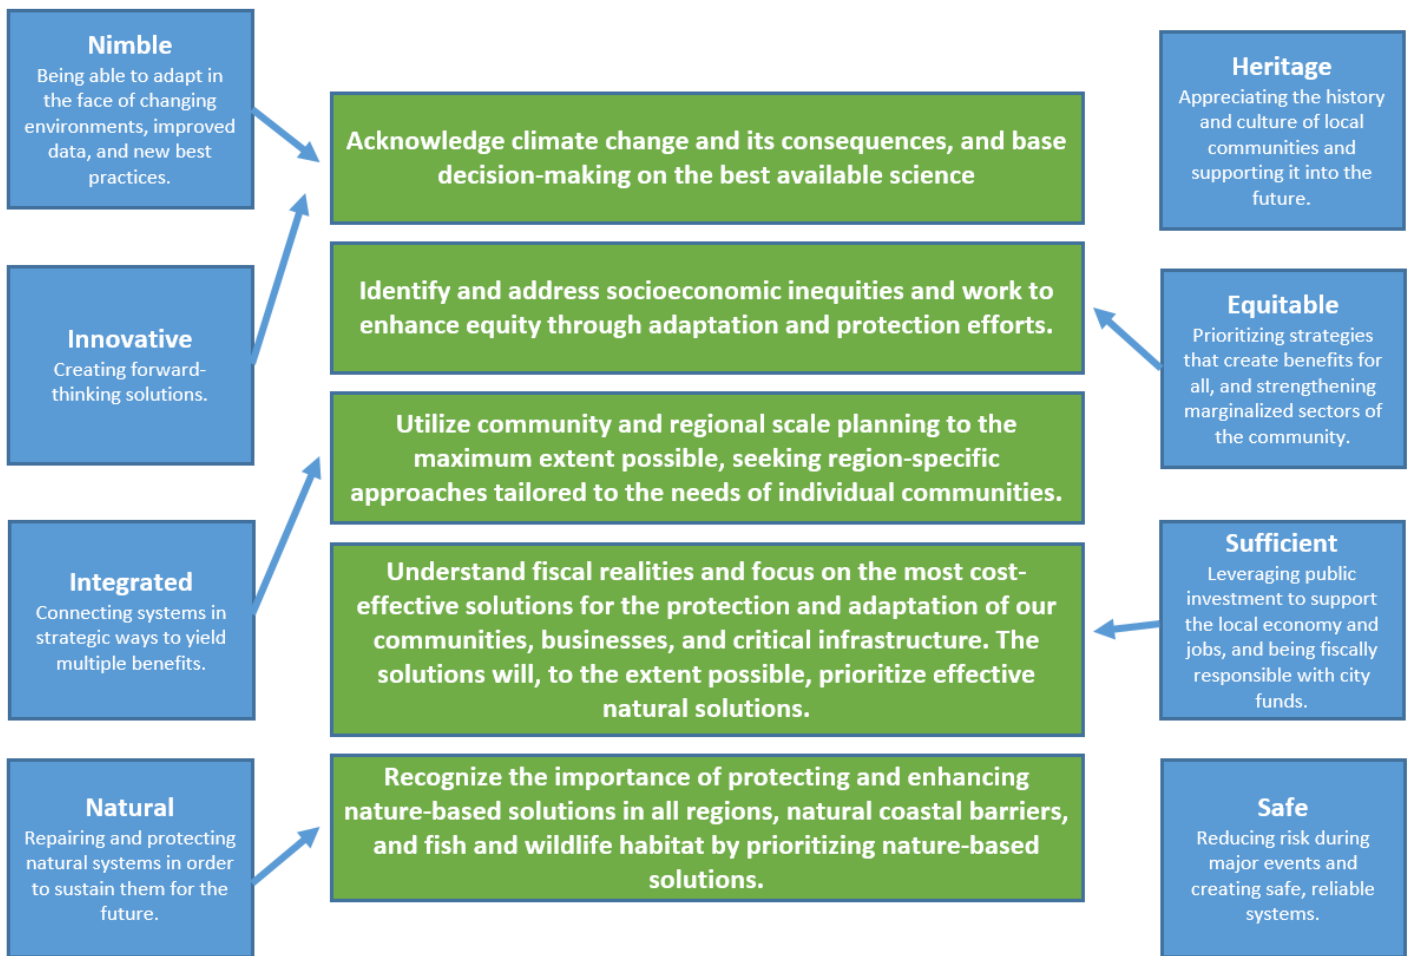 Nimble
Being able to adapt in
the face of changing
environments, improved
data, and new best
practices.
Innovative
Creating forward-
thinking solutions.
Integrated
Connecting systems in
strategic ways to yield
multiple benefits.
Natural
Repairing and protecting
natural systems in order
to sustain them for the
future.
Acknowledge climate change and its consequences, and base
decision-making on the best available science
Identify and address socioeconomic inequities and work to
enhance equity through adaptation and protection efforts.
Utilize community and regional scale planning to the
maximum extent possible, seeking region-specific
approaches tailored to the needs of individual communities.
Understand fiscal realities and focus on the most cost-
effective solutions for the protection and adaptation of our
communities, businesses, and critical infrastructure. The
solutions will, to the extent possible, prioritize effective
natural solutions.
Recognize the importance of protecting and enhancing
nature-based solutions in all regions, natural coastal barriers,
and fish and wildlife habitat by prioritizing nature-based
solutions.
Heritage
Appreciating the history
and culture of local
communities and
supporting it into the
future.
Equitable
Prioritizing strategies
that create benefits for
all, and strengthening
marginalized sectors of
the community.
Sufficient
Leveraging public
investment to support
the local economy and
jobs, and being fiscally
responsible with city
funds.
Safe
Reducing risk during
major events and
creating safe, reliable
systems.